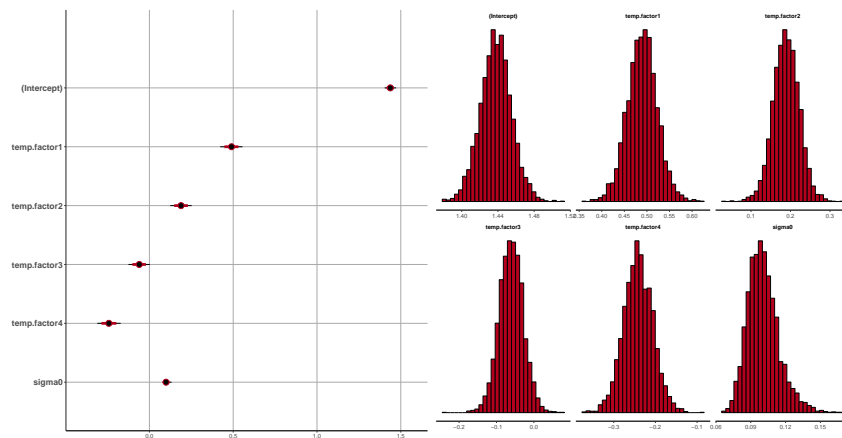 (Intercept)
temp.factor1
temp.factor2
temp.factor3
temp.factor4
sigma0
0.0 0.5 1.0 1.5
(Intercept) temp.factor1 temp.factor2
1.40 1.44 1.48 1.52 0.35 0.40 0.45 0.50 0.55 0.60 0.1 0.2 0.3
temp.factor3 temp.factor4 sigma0
−0.2 −0.1 0.0 −0.3 −0.2 −0.1 0.06 0.09 0.12 0.15